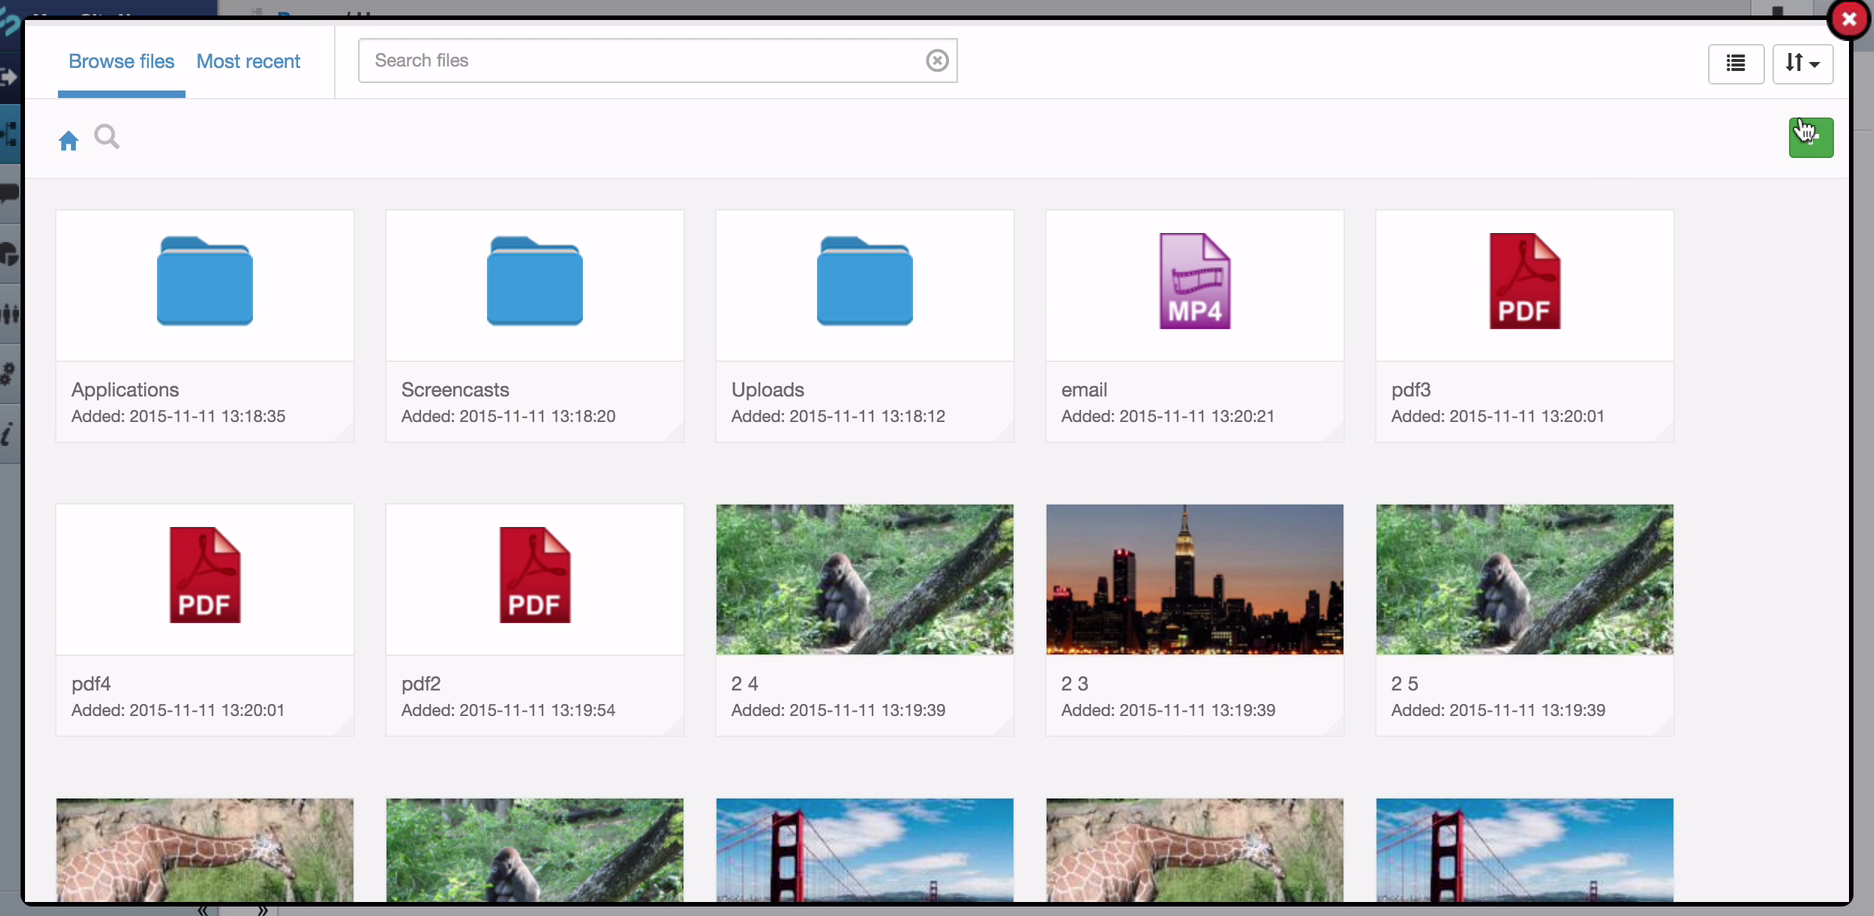 Browse files Most recent
Search files
MP4
PDF
Applications
Added: 2015-11-11 13:18:35
Screencasts
Added: 2015-11-11 13:18:20
Uploads
Added: 2015-11-11 13:18:12
email
Added: 2015-11-11 13:20:21
pdf3
Added: 2015-11-11 13:20:01
PDF
PDF
pdf4
Added: 2015-11-11 13:20:01
pdf2
Added: 2015-11-11 13:19:54
2 4
Added: 2015-11-11 13:19:39
2 3
Added: 2015-11-11 13:19:39
2 5
Added: 2015-11-11 13:19:39
« »